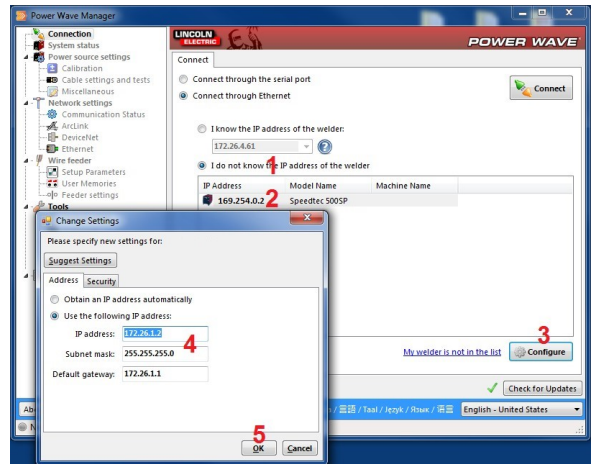 Power Wave Manager
Connection
System status
Power source settings
Calibration
Cable settings and tests
Miscellaneous
Network settings
Communication Status
ArcLink
DeviceNet
Ethernet
Wire feeder
Setup Parameters
User Memories
Feeder settings
Tools
LINCOLN
ELECTRIC
POWER WAVE
Connect
Connect through the serial port
Connect through Ethernet
Connect
I know the IP address of the welder:
172.26.4.61
1
I do not know the IP address of the welder
IP Address Model Name Machine Name
169.254.0.2 2 Speedtec 500SP
3
My welder is not in the list Configure
Check for Updates
/ Taal / Język / Язык / English - United States
Change Settings
Please specify new settings for:
Suggest Settings
Address Security
Obtain an IP address automatically
Use the following IP address:
IP address: 172.26.1.2
4
Subnet mask: 255.255.255.0
Default gateway: 172.26.1.1
5
OK Cancel